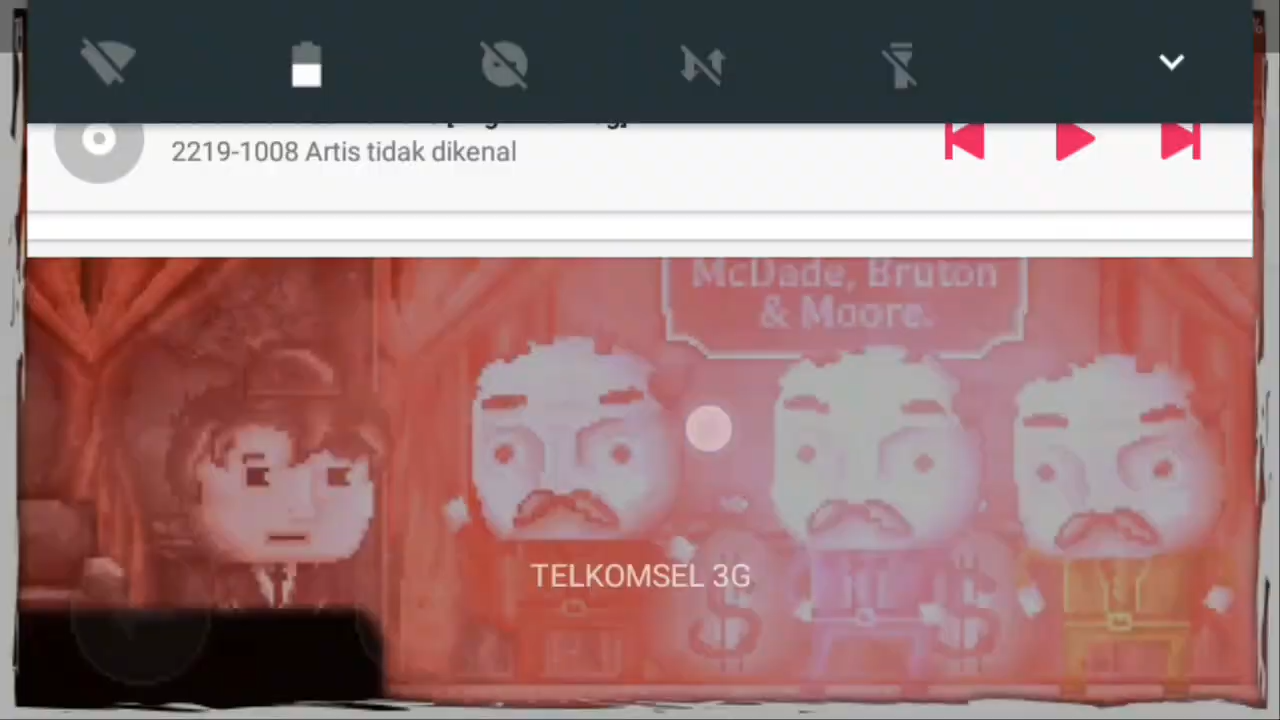 2219-1008 Artis tidak dikenal
McDade, Bruton
& Moore.
TELKOMSEL 3G